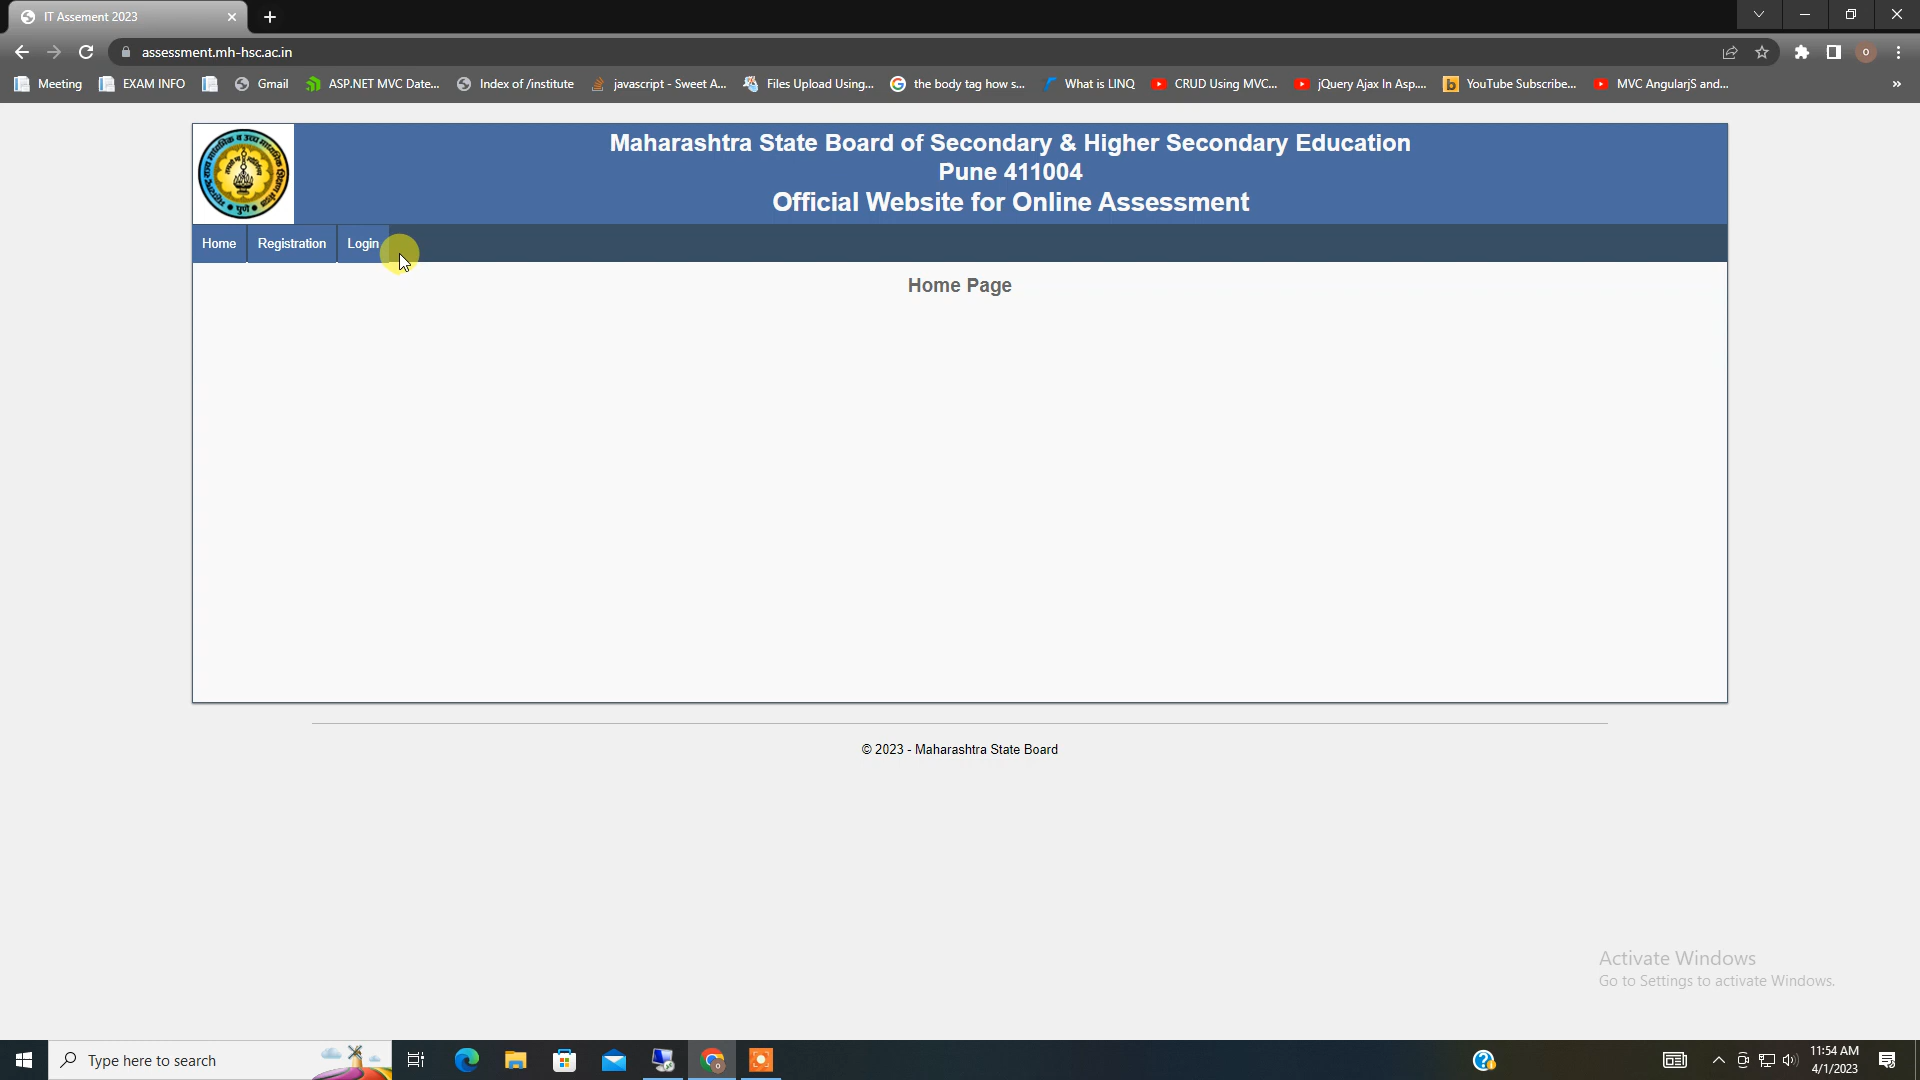 IT Assement 2023
assessment.mh-hsc.ac.in
Meeting EXAM INFO Gmail ASP.NET MVC Date... Index of /institute javascript - Sweet A... Files Upload Using... the body tag how s... What is LINQ CRUD Using MVC... jQuery Ajax In Asp.... YouTube Subscribe... MVC AngularjS and... »
Maharashtra State Board of Secondary & Higher Secondary Education
Pune 411004
Official Website for Online Assessment
Home Registration Login
Home Page
© 2023 - Maharashtra State Board
Activate Windows
Go to Settings to activate Windows.
Type here to search
11:54 AM
4/1/2023